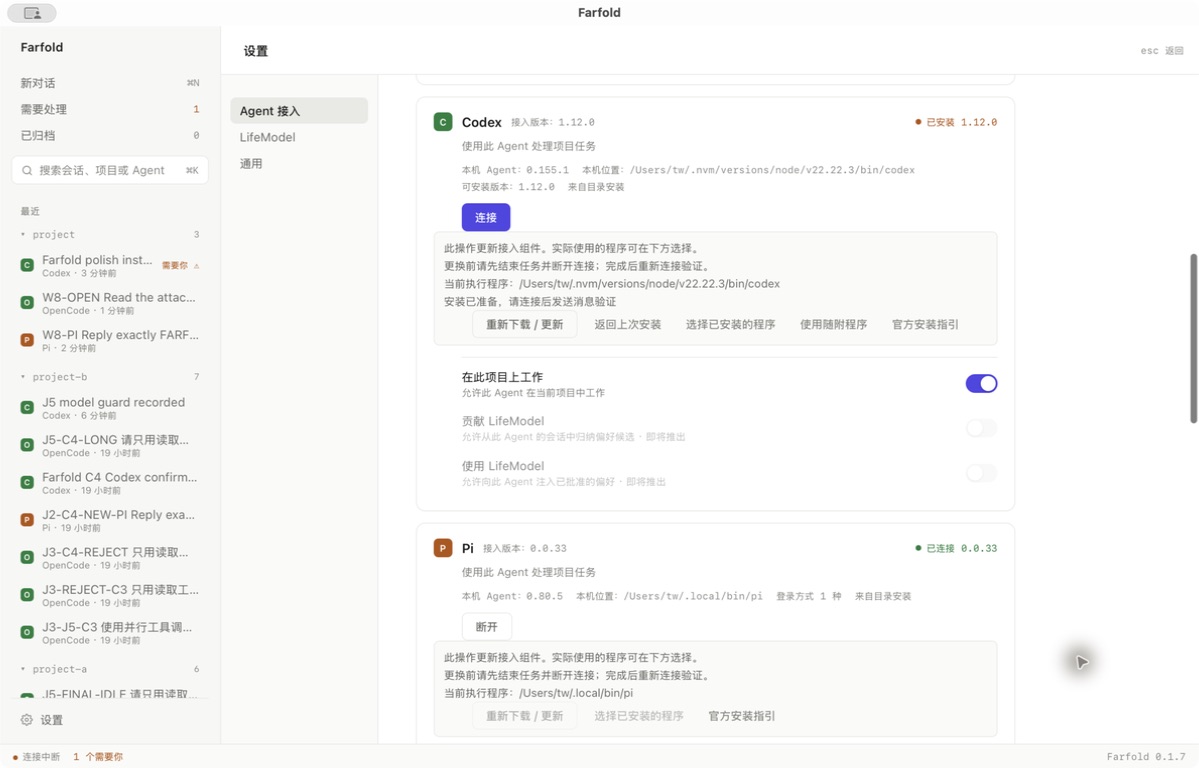 Farfold
Farfold
新对话 ⌘N
需要处理 1
已归档 0
搜索会话、项目或 Agent ⌘K
最近
project 3
C Farfold polish inst... 需要你
Codex · 3 分钟前
O W8-OPEN Read the attac...
OpenCode · 1 分钟前
P W8-PI Reply exactly FARF...
Pi · 2 分钟前
project-b 7
C J5 model guard recorded
Codex · 6 分钟前
O J5-C4-LONG 请只用读取...
OpenCode · 19 小时前
C Farfold C4 Codex confirm...
Codex · 19 小时前
P J2-C4-NEW-PI Reply exa...
Pi · 19 小时前
O J3-C4-REJECT 只用读取...
OpenCode · 19 小时前
O J3-REJECT-C3 只用读取工...
OpenCode · 19 小时前
O J3-J5-C3 使用并行工具调...
OpenCode · 19 小时前
project-a 6
J5-FINAL-IDLE 请只用读取...
设置
连接中断 1 个需要你
设置
esc 返回
Agent 接入
LifeModel
通用
C Codex 接入版本: 1.12.0 已安装 1.12.0
使用此 Agent 处理项目任务
本机 Agent: 0.155.1 本机位置: /Users/tw/.nvm/versions/node/v22.22.3/bin/codex
可安装版本: 1.12.0 来自目录安装
连接
此操作更新接入组件。实际使用的程序可在下方选择。
更换前请先结束任务并断开连接；完成后重新连接验证。
当前执行程序：/Users/tw/.nvm/versions/node/v22.22.3/bin/codex
安装已准备，请连接后发送消息验证
重新下载 / 更新 返回上次安装 选择已安装的程序 使用随附程序 官方安装指引
在此项目上工作
允许此 Agent 在当前项目中工作
贡献 LifeModel
允许从此 Agent 的会话中归纳偏好候选 · 即将推出
使用 LifeModel
允许向此 Agent 注入已批准的偏好 · 即将推出
P Pi 接入版本: 0.0.33 已连接 0.0.33
使用此 Agent 处理项目任务
本机 Agent: 0.80.5 本机位置: /Users/tw/.local/bin/pi 登录方式 1 种 来自目录安装
断开
此操作更新接入组件。实际使用的程序可在下方选择。
更换前请先结束任务并断开连接；完成后重新连接验证。
当前执行程序：/Users/tw/.local/bin/pi
重新下载 / 更新 选择已安装的程序 官方安装指引
Farfold 0.1.7